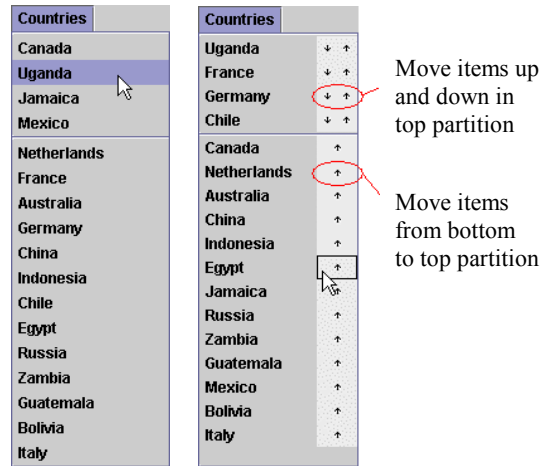 Countries
Canada
Uganda
Jamaica
Mexico
Netherlands
France
Australia
Germany
China
Indonesia
Chile
Egypt
Russia
Zambia
Guatemala
Bolivia
Italy
Countries
Uganda
France
Germany
Chile
Canada
Netherlands
Australia
China
Indonesia
Egypt
Jamaica
Russia
Zambia
Guatemala
Mexico
Bolivia
Italy
Move items up
and down in
top partition
Move items
from bottom
to top partition